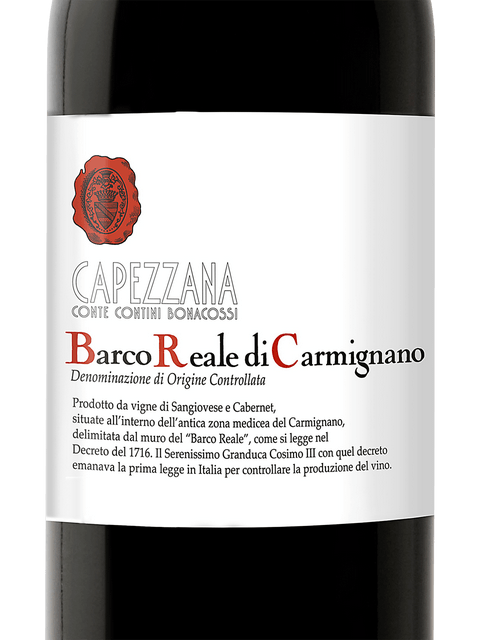 CAPEZZANA
CONTE CONTINI BONACOSSI
Barco Reale di Carmignano
Denominazione di Origine Controllata
Prodotto da vigne di Sangiovese e Cabernet,
situate all'interno dell'antica zona medicea del Carmignano,
delimitata dal muro del "Barco Reale", come si legge nel
Decreto del 1716. Il Serenissimo Granduca Cosimo III con quel decreto
emanava la prima legge in Italia per controllare la produzione del vino.